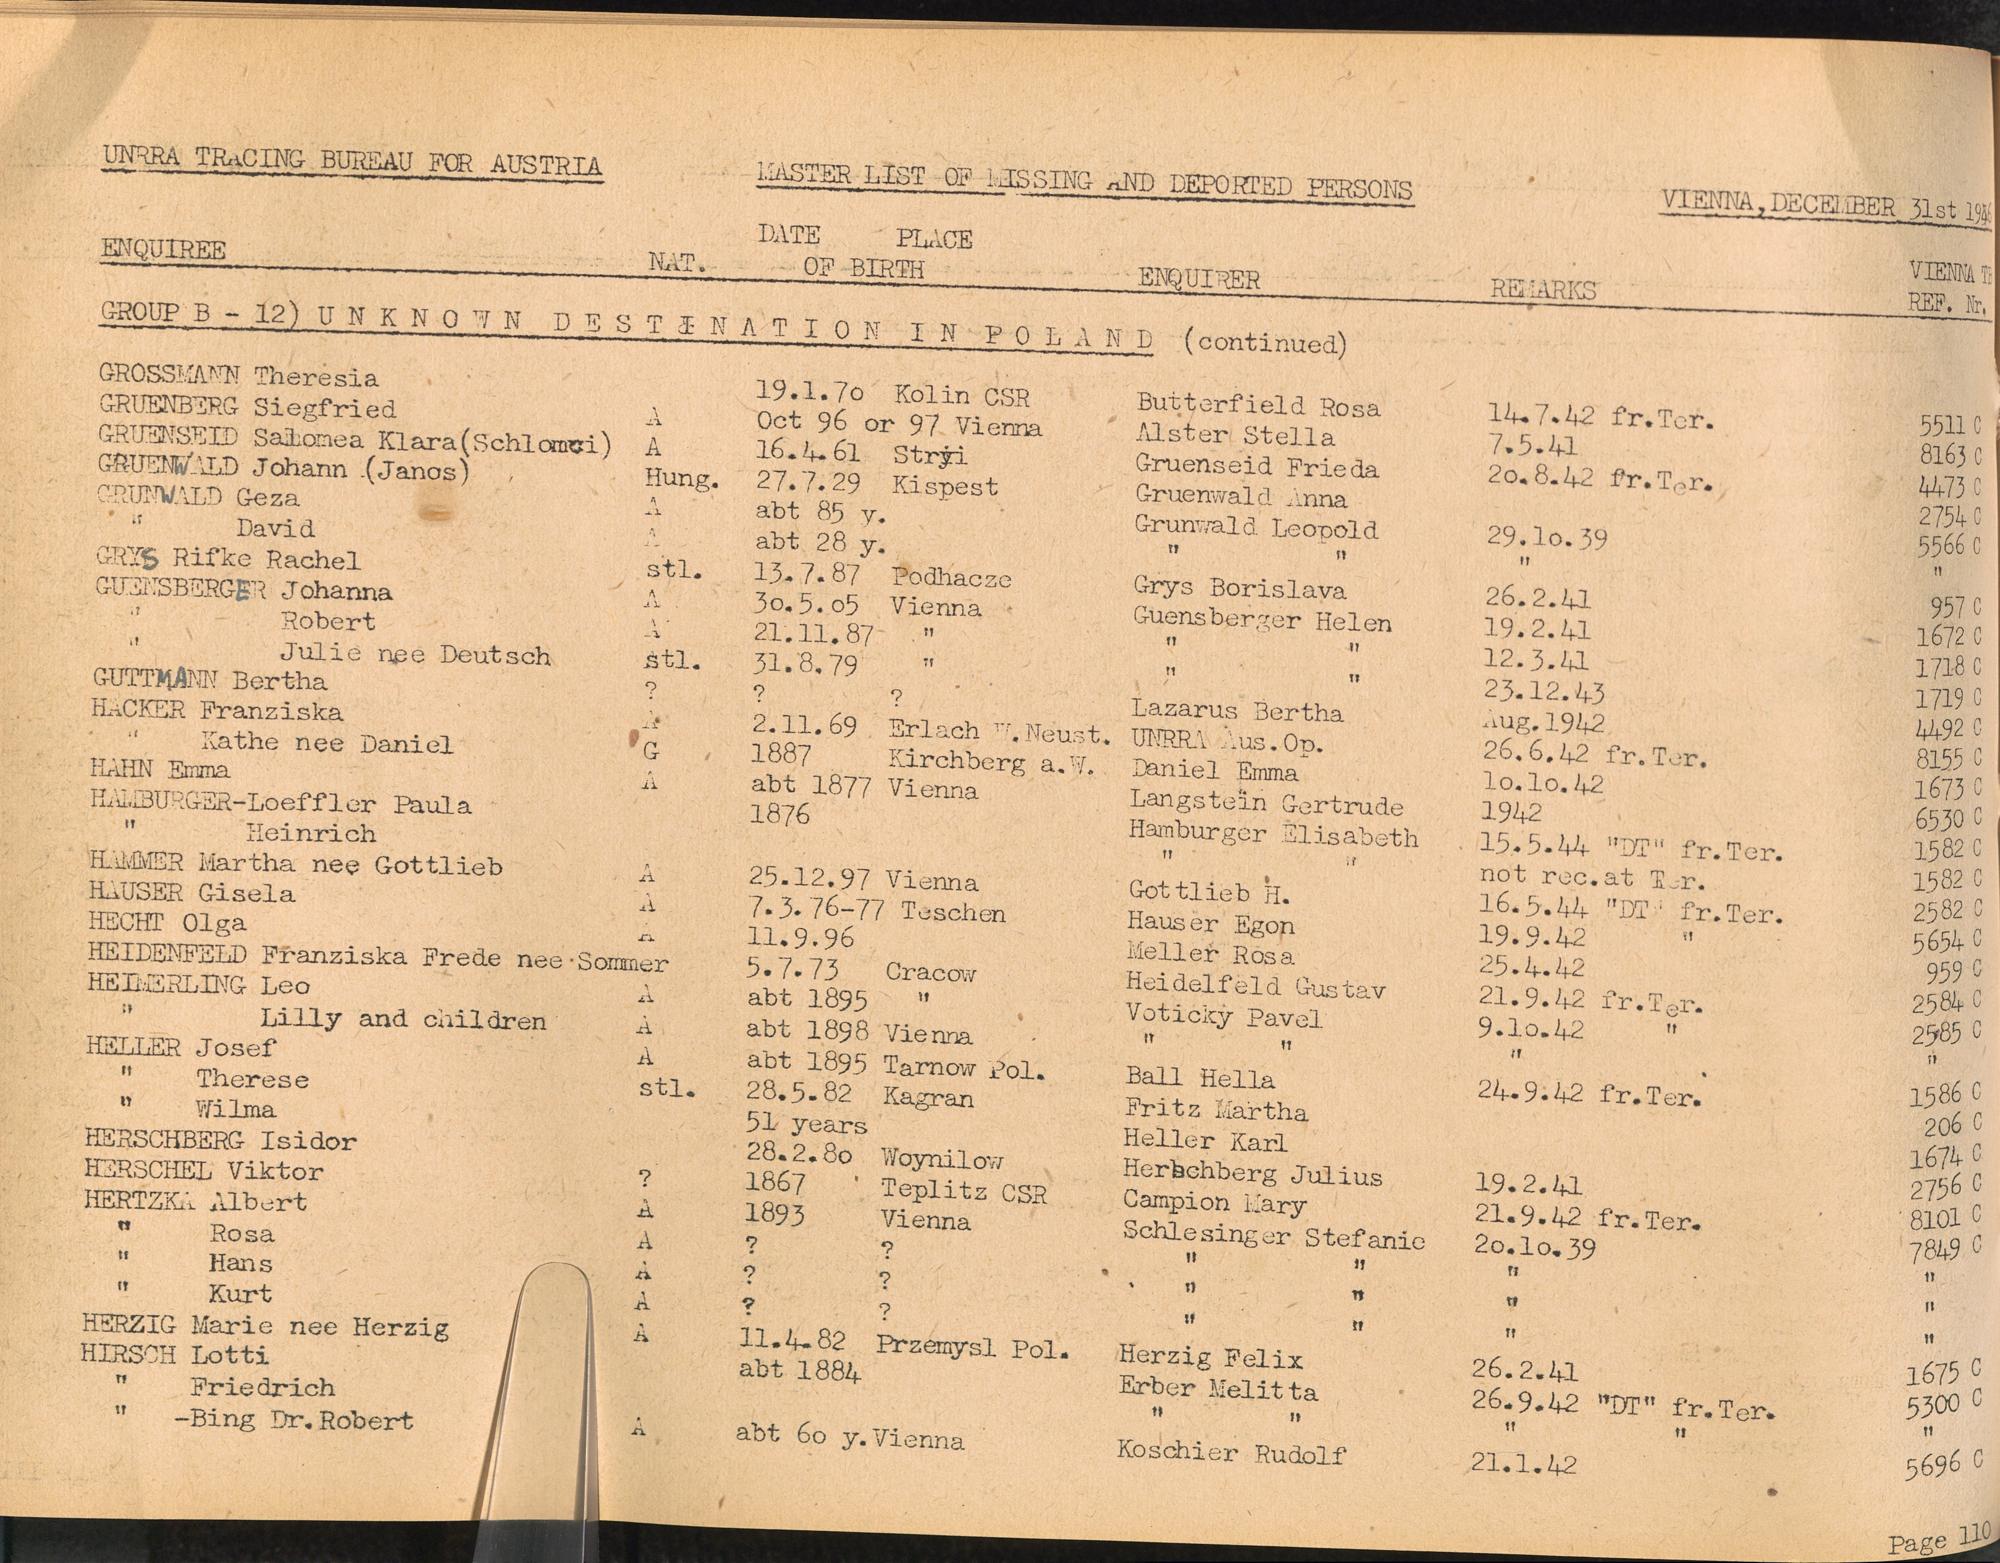 UNRRA TRACING BUREAU FOR AUSTRIA MASTER LIST OF MISSING AND DEPORTED PERSONS VIENNA, DECEMBER 31st 1946
DATE PLACE
ENQUIREE NAT. OF BIRTH ENQUIRER REMARKS VIENNA
REF. Nr.
GROUP B - 12) UNKNOWN DESTINATION IN POLAND (continued)
GROSSMANN Theresia 19.1.7o Kolin CSR Butterfield Rosa 14.7.42 fr.Ter. 5511 C
GRUENBERG Siegfried A Oct 96 or 97 Vienna Alster Stella 7.5.41 8163 C
GRUENSEID Salomea Klara(Schlomei) A 16.4.61 Stryi Gruenseid Frieda 2o.8.42 fr.Ter. 4473 C
GRUENWALD Johann (Janos) Hung. 27.7.29 Kispest Gruenwald Anna 2754 C
GRUNWALD Geza A abt 85 y. Grunwald Leopold 29.1o.39 5566 C
" David A abt 28 y. " " " "
GRYS Rifke Rachel stl. 13.7.87 Podhacze Grys Borislava 26.2.41 957 C
GUENSBERGER Johanna A 3o.5.o5 Vienna Guensberger Helen 19.2.41 1672 C
" Robert A 21.11.87 " " " 12.3.41 1718 C
" Julie nee Deutsch stl. 31.8.79 " " " 23.12.43 1719 C
GUTTMANN Bertha ? ? ? Lazarus Bertha Aug.1942 4492 C
HACKER Franziska A 2.11.69 Erlach W.Neust. UNRRA Aus.Op. 26.6.42 fr.Ter. 8155 C
" Kathe nee Daniel G 1887 Kirchberg a.W. Daniel Emma 1o.1o.42 1673 C
HAHN Emma A abt 1877 Vienna Langstein Gertrude 1942 6530 C
HAMBURGER-Loeffler Paula 1876 Hamburger Elisabeth 15.5.44 "DT" fr.Ter. 1582 C
" Heinrich " " not rec.at Ter. 1582 C
HAMMER Martha nee Gottlieb A 25.12.97 Vienna Gottlieb H. 16.5.44 "DT" fr.Ter. 2582 C
HAUSER Gisela A 7.3.76-77 Teschen Hauser Egon 19.9.42 " 5654 C
HECHT Olga A 11.9.96 Meller Rosa 25.4.42 959 C
HEIDENFELD Franziska Frede nee Sommer 5.7.73 Cracow Heidelfeld Gustav 21.9.42 fr.Ter. 2584 C
HEIMERLING Leo A abt 1895 " Voticky Pavel 9.1o.42 " 2585 C
" Lilly and children A abt 1898 Vienna " " " "
HELLER Josef A abt 1895 Tarnow Pol. Ball Hella 24.9.42 fr.Ter. 1586 C
" Therese stl. 28.5.82 Kagran Fritz Martha 206 C
" Wilma 51 years Heller Karl 1674 C
HERSCHBERG Isidor 28.2.8o Woynilow Herschberg Julius 19.2.41 2756 C
HERSCHEL Viktor ? 1867 Teplitz CSR Campion Mary 21.9.42 fr.Ter. 8101 C
HERTZKA Albert A 1893 Vienna Schlesinger Stefanie 2o.1o.39 7849 C
" Rosa A ? ? " " " "
" Hans A ? ? " " " "
" Kurt A ? ? " " " "
HERZIG Marie nee Herzig A 11.4.82 Przemysl Pol. Herzig Felix 26.2.41 1675 C
HIRSCH Lotti abt 1884 Erber Melitta 26.9.42 "DT" fr.Ter. 5300 C
" Friedrich " " " " "
" -Bing Dr.Robert A abt 6o y.Vienna Koschier Rudolf 21.1.42 5696 C
Page 110